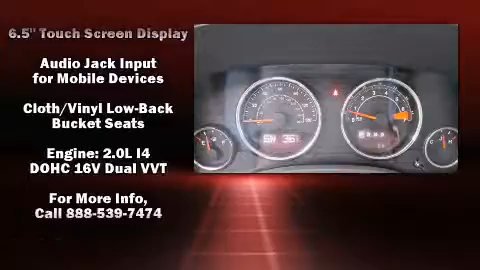 6.5" Touch Screen Display
Audio Jack Input
for Mobile Devices
Cloth/Vinyl Low-Back
Bucket Seats
Engine: 2.0L I4
DOHC 16V Dual VVT
For More Info,
Call 888-539-7474